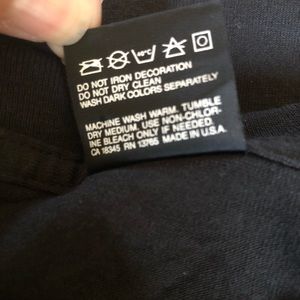 40°C
DO NOT IRON DECORATION
DO NOT DRY CLEAN
WASH DARK COLORS SEPARATELY
MACHINE WASH WARM. TUMBLE
DRY MEDIUM. USE NON-CHLOR-
INE BLEACH ONLY IF NEEDED.
CA 18345 RN 13765 MADE IN U.S.A.